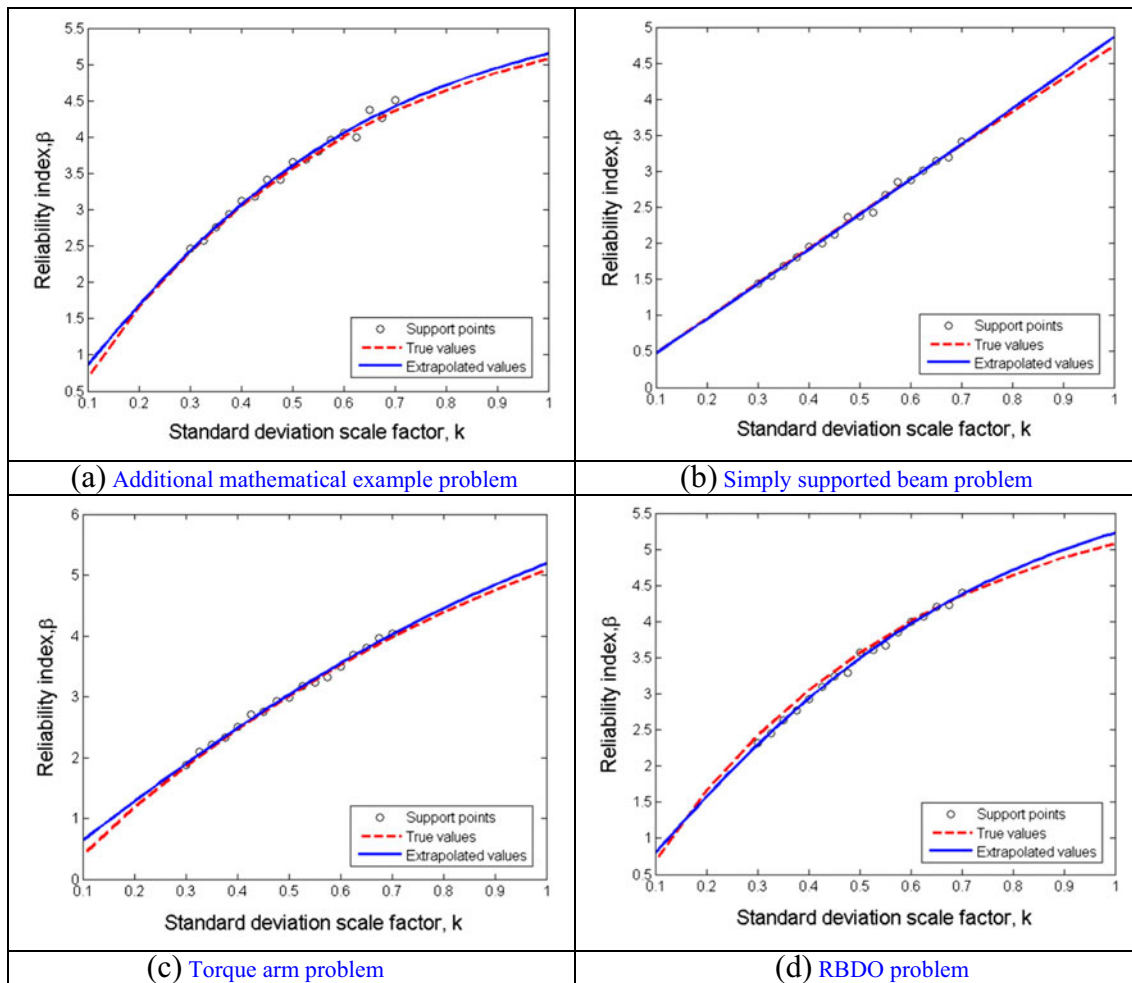 5.5
5
4.5
4
3.5
3
2.5
2
1.5
1
0.5
Reliability index,β
0.1 0.2 0.3 0.4 0.5 0.6 0.7 0.8 0.9 1
Standard deviation scale factor, k
Support points
True values
Extrapolated values
(a) Additional mathematical example problem
5
4.5
4
3.5
3
2.5
2
1.5
1
0.5
0
Reliability index,β
0.1 0.2 0.3 0.4 0.5 0.6 0.7 0.8 0.9 1
Standard deviation scale factor, k
Support points
True values
Extrapolated values
(b) Simply supported beam problem
6
5
4
3
2
1
0
Reliability index,β
0.1 0.2 0.3 0.4 0.5 0.6 0.7 0.8 0.9 1
Standard deviation scale factor, k
Support points
True values
Extrapolated values
(c) Torque arm problem
5.5
5
4.5
4
3.5
3
2.5
2
1.5
1
0.5
Reliability index,β
0.1 0.2 0.3 0.4 0.5 0.6 0.7 0.8 0.9 1
Standard deviation scale factor, k
Support points
True values
Extrapolated values
(d) RBDO problem